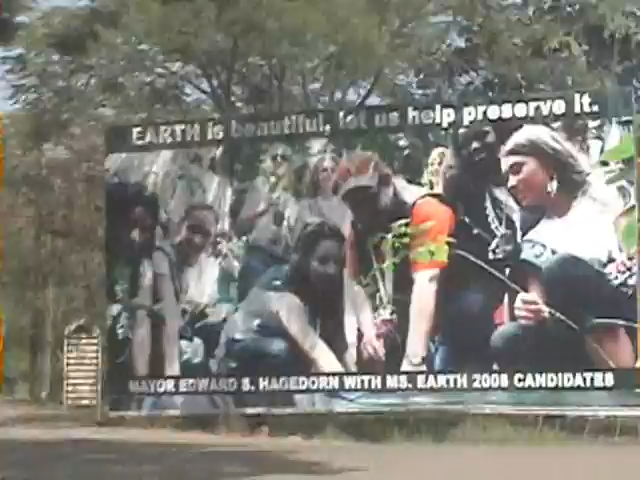 EARTH is beautiful, let us help preserve it.
MAYOR EDWARD S. HAGEDORN WITH MS. EARTH 2008 CANDIDATES